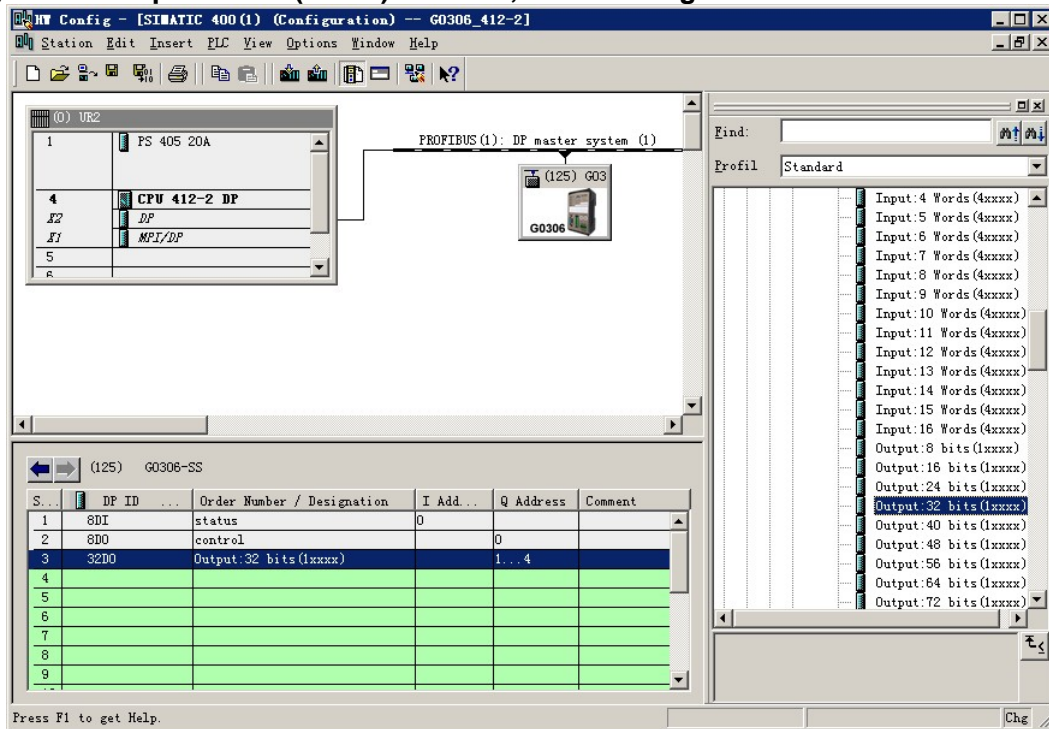 HW Config - [SIMATIC 400(1) (Configuration) -- G0306_412-2]
Station Edit Insert PLC View Options Window Help
(0) UR2
1 PS 405 20A
4 CPU 412-2 DP
X2 DP
X1 MPI/DP
5
6
PROFIBUS(1): DP master system (1)
(125) G03
G0306
Find:
Profil Standard
Input:4 Words(4xxxx)
Input:5 Words(4xxxx)
Input:6 Words(4xxxx)
Input:7 Words(4xxxx)
Input:8 Words(4xxxx)
Input:9 Words(4xxxx)
Input:10 Words(4xxxx)
Input:11 Words(4xxxx)
Input:12 Words(4xxxx)
Input:13 Words(4xxxx)
Input:14 Words(4xxxx)
Input:15 Words(4xxxx)
Input:16 Words(4xxxx)
Output:8 bits(1xxxx)
Output:16 bits(1xxxx)
Output:24 bits(1xxxx)
Output:32 bits(1xxxx)
Output:40 bits(1xxxx)
Output:48 bits(1xxxx)
Output:56 bits(1xxxx)
Output:64 bits(1xxxx)
Output:72 bits(1xxxx)
(125) G0306-SS
S... DP ID ... Order Number / Designation I Add... Q Address Comment
1 8DI status 0
2 8DO control 0
3 32DO Output:32 bits(1xxxx) 1...4
4
5
6
7
8
9
Press F1 to get Help.
Chg